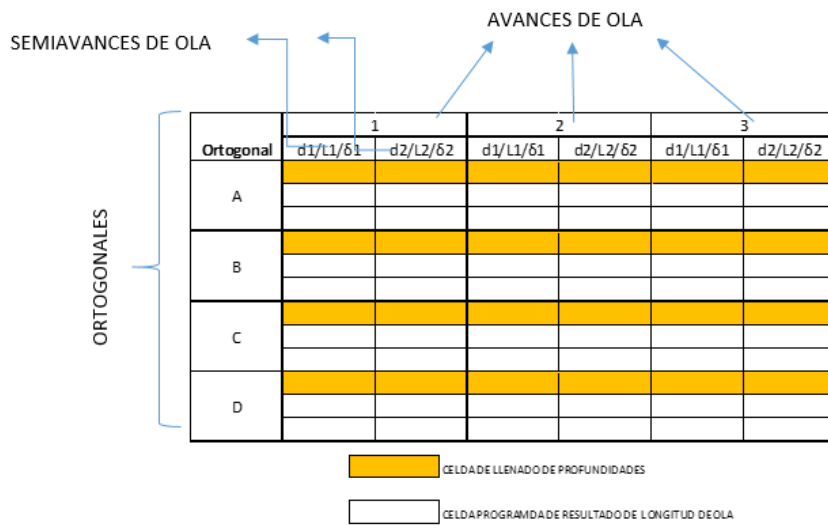 AVANCES DE OLA
SEMIAVANCES DE OLA
1 2 3
Ortogonal d1/L1/δ1 d2/L2/δ2 d1/L1/δ1 d2/L2/δ2 d1/L1/δ1 d2/L2/δ2
A
B
C
D
ORTOGONALES
CELDA DE LLENADO DE PROFUNDIDADES
CELDA PROGRAMDA DE RESULTADO DE LONGITUD DE OLA